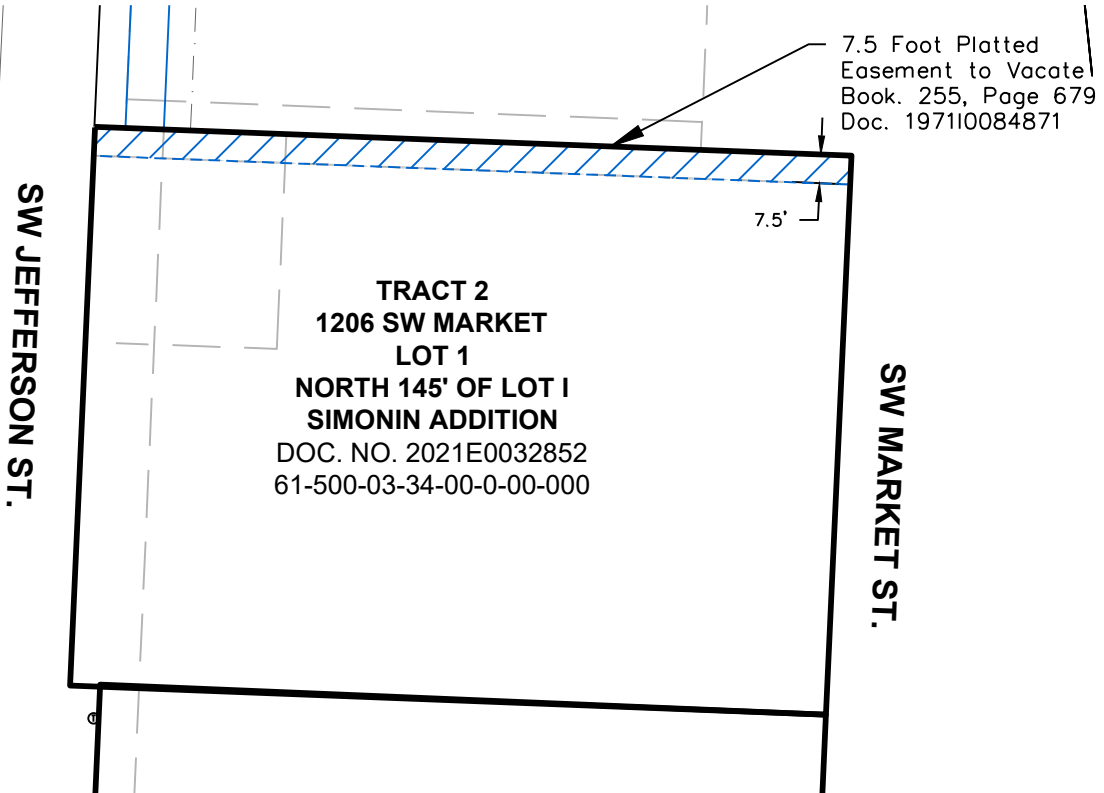 7.5 Foot Platted
Easement to Vacate
Book. 255, Page 679
Doc. 1971I0084871
7.5'
SW JEFFERSON ST.
TRACT 2
1206 SW MARKET
LOT 1
NORTH 145' OF LOT I
SIMONIN ADDITION
DOC. NO. 2021E0032852
61-500-03-34-00-0-00-000
SW MARKET ST.
T